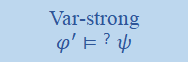 Var-strong
φ′ ⊨ ? ψ